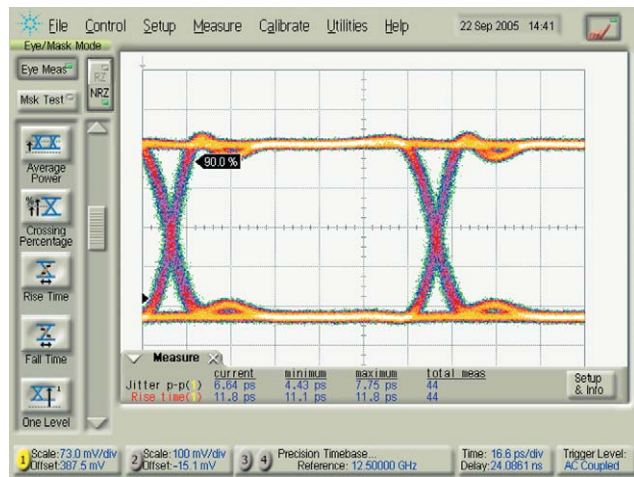 File Control Setup Measure Calibrate Utilities Help 22 Sep 2005 14:41
Eye/Mask Mode
Eye Meas
RZ
NRZ
Msk Test
90.0 %
Average
Power
Crossing
Percentage
Rise Time
Fall Time
One Level
Measure
current minimum maximum total meas
Jitter p-p(1) 6.64 ps 4.43 ps 7.75 ps 44
Rise time(1) 11.8 ps 11.1 ps 11.8 ps 44
Setup
& Info
1 Scale:73.0 mV/div
Offset:387.5 mV
2 Scale:100 mV/div
Offset:-15.1 mV
3 4
Precision Timebase...
Reference: 12.50000 GHz
Time: 16.6 ps/div
Delay:24.0861 ns
Trigger Level:
AC Coupled